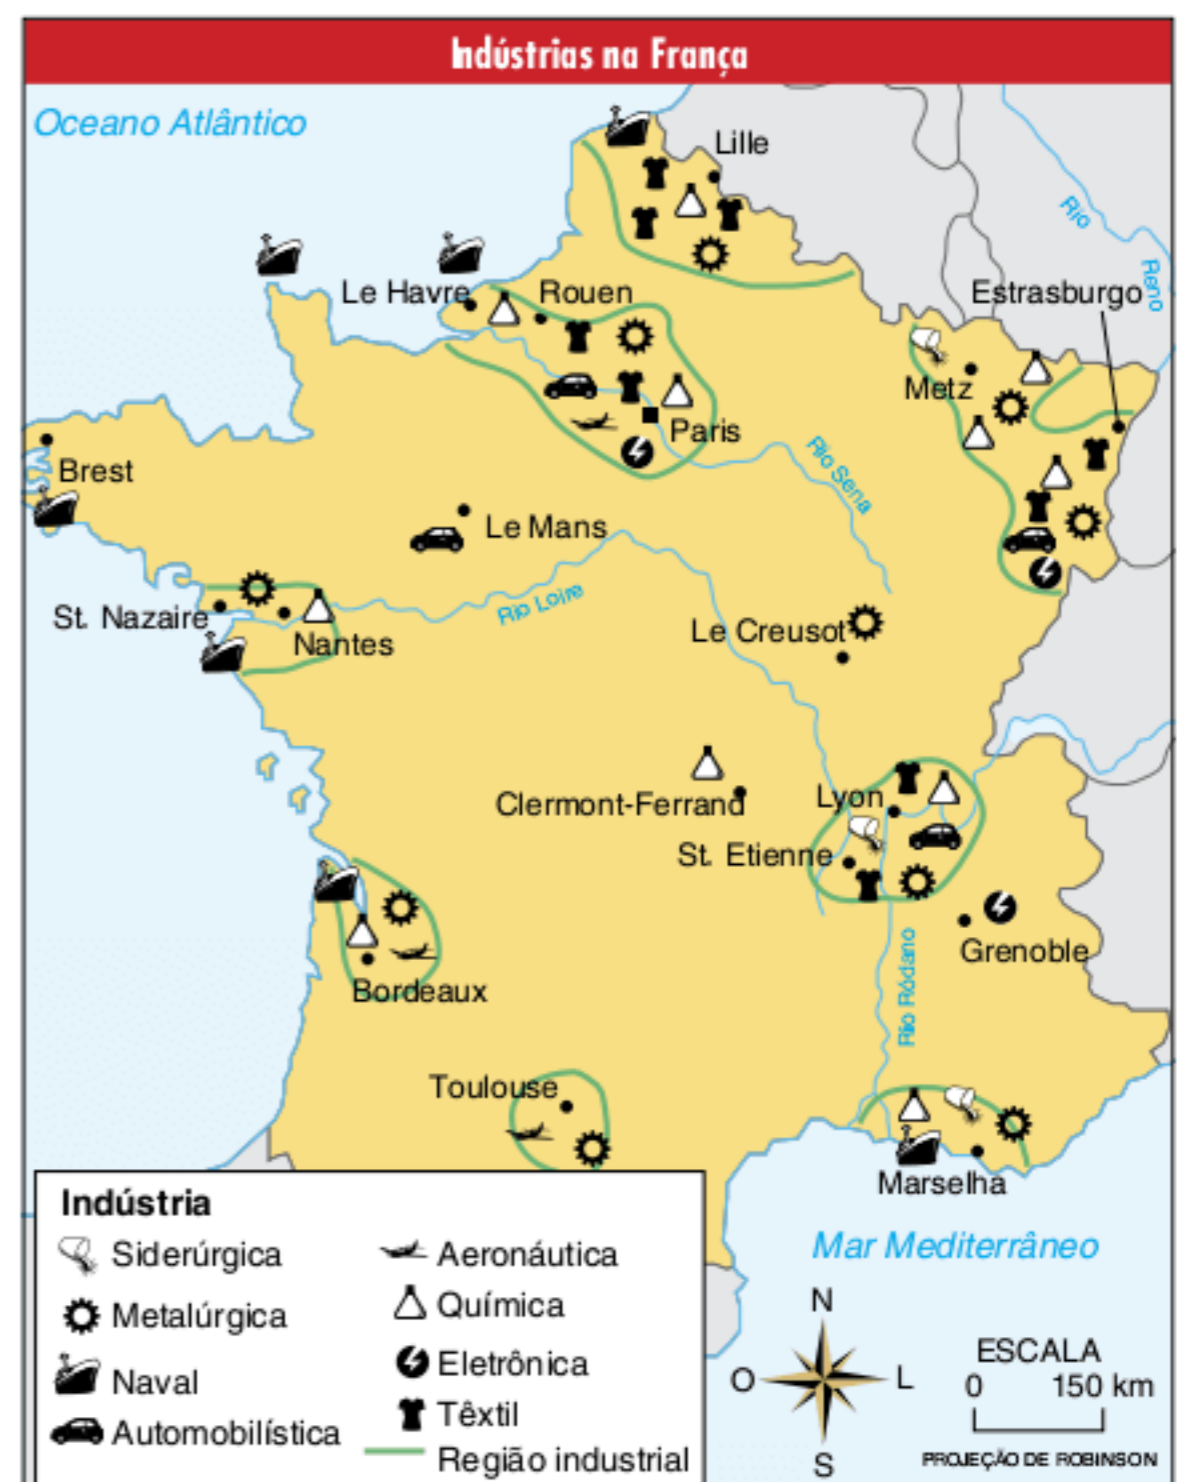 Indústrias na França
Oceano Atlântico
Lille
Rio
Reno
Le Havre
Rouen
Estrasburgo
Metz
Paris
Rio Sena
Brest
Le Mans
Rio Loire
St. Nazaire
Nantes
Le Creusot
Clermont-Ferrand
Lyon
St. Etienne
Grenoble
Rio Ródano
Bordeaux
Toulouse
Marselha
Mar Mediterrâneo
Indústria
Siderúrgica
Metalúrgica
Naval
Automobilística
Aeronáutica
Química
Eletrônica
Têxtil
Região industrial
N
O
L
S
ESCALA
0 150 km
PROJEÇÃO DE ROBINSON